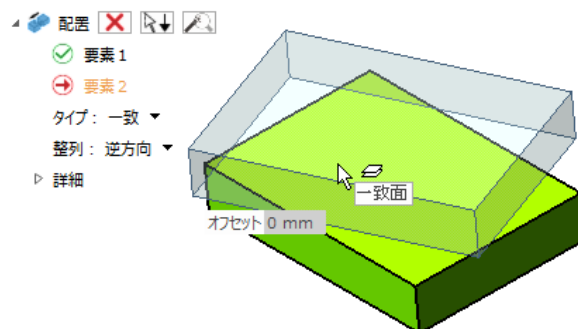 配置
要素 1
要素 2
タイプ： 一致
整列： 逆方向
詳細
一致面
オフセット 0 mm